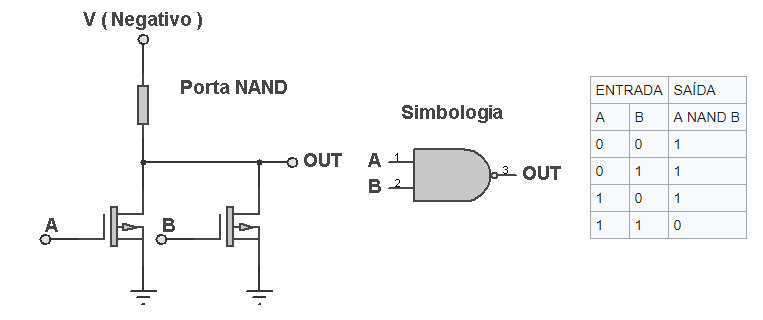 V ( Negativo )
Porta NAND
OUT
A
B
Simbologia
A 1
B 2
3 OUT
ENTRADA SAÍDA
A B A NAND B
0 0 1
0 1 1
1 0 1
1 1 0